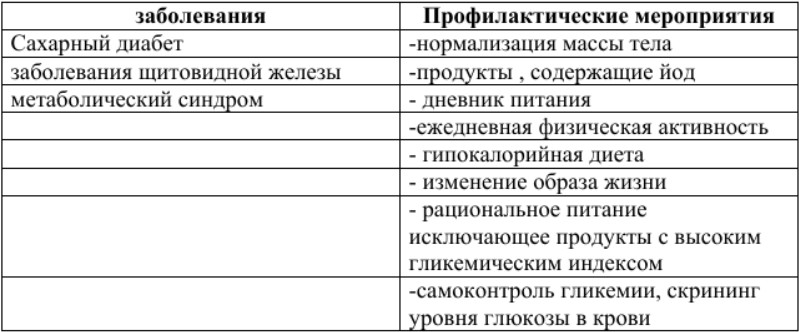 заболевания Профилактические мероприятия
Сахарный диабет -нормализация массы тела
заболевания щитовидной железы -продукты , содержащие йод
метаболический синдром - дневник питания
-ежедневная физическая активность
- гипокалорийная диета
- изменение образа жизни
- рациональное питание
исключающее продукты с высоким
гликемическим индексом
-самоконтроль гликемии, скрининг
уровня глюкозы в крови